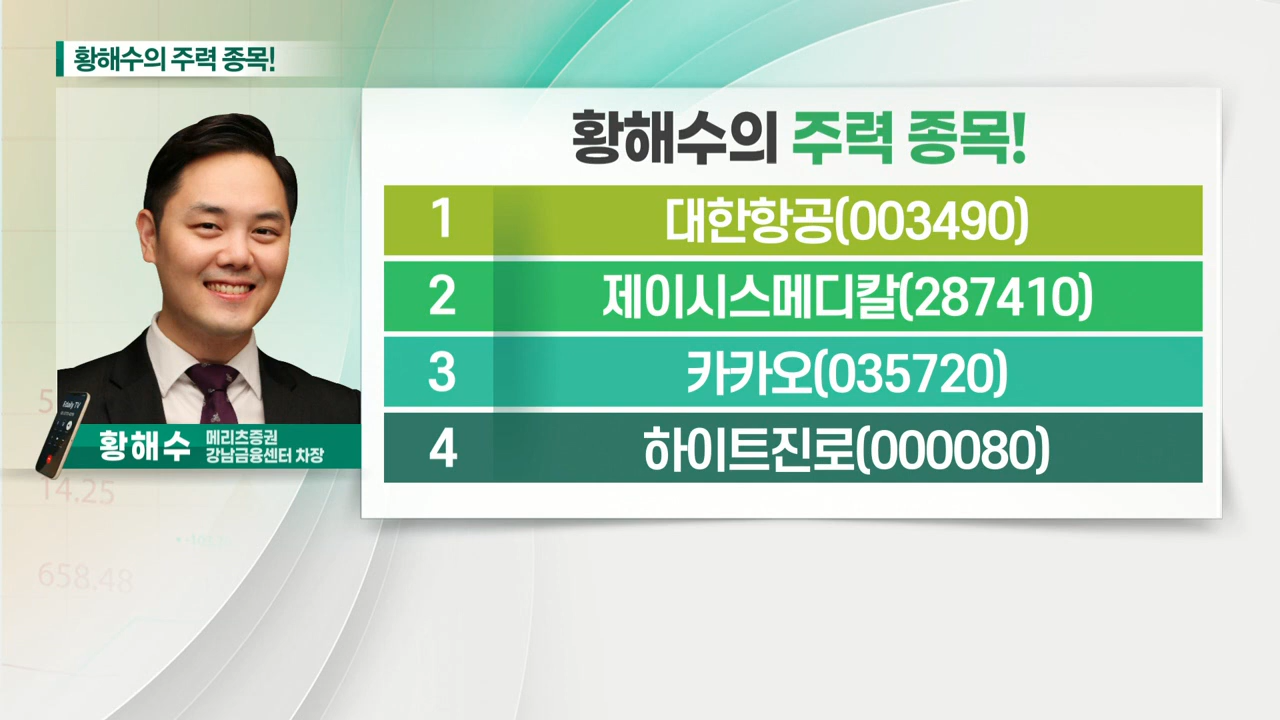 황해수의 주력 종목!
황해수의 주력 종목!
1 대한항공(003490)
2 제이시스메디칼(287410)
3 카카오(035720)
4 하이트진로(000080)
황해수 메리츠증권
강남금융센터 차장
14.25
658.48